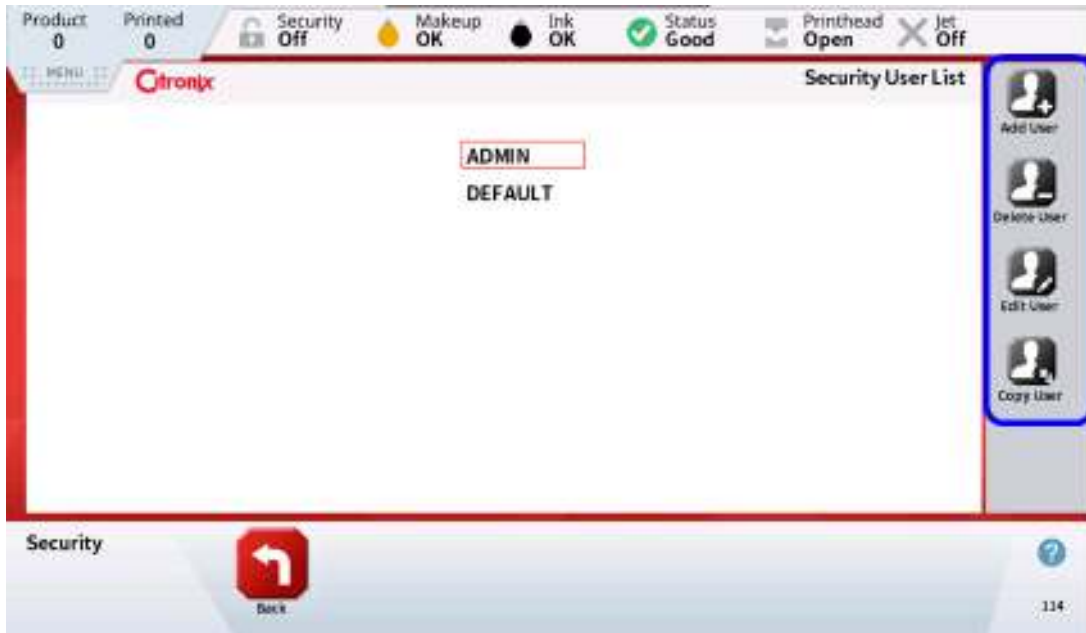 Product
0
Printed
0
Security
Off
Makeup
OK
Ink
OK
Status
Good
Printhead
Open
Jet
Off
MENU
Citronix
Security User List
Add User
ADMIN
DEFAULT
Delete User
Edit User
Copy User
Security
Back
114